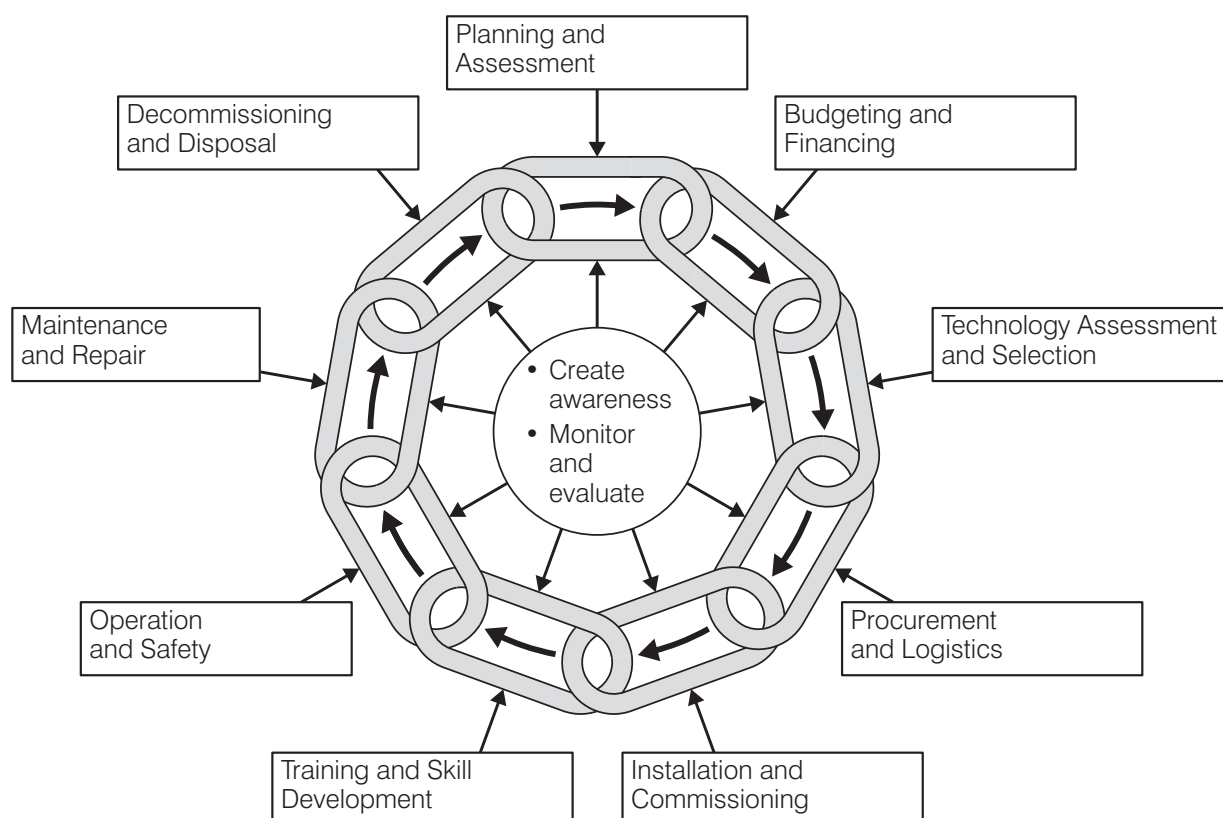 Planning and
Assessment
Decommissioning
and Disposal
Budgeting and
Financing
Maintenance
and Repair
Technology Assessment
and Selection
• Create
awareness
• Monitor
and
evaluate
Operation
and Safety
Procurement
and Logistics
Training and Skill
Development
Installation and
Commissioning